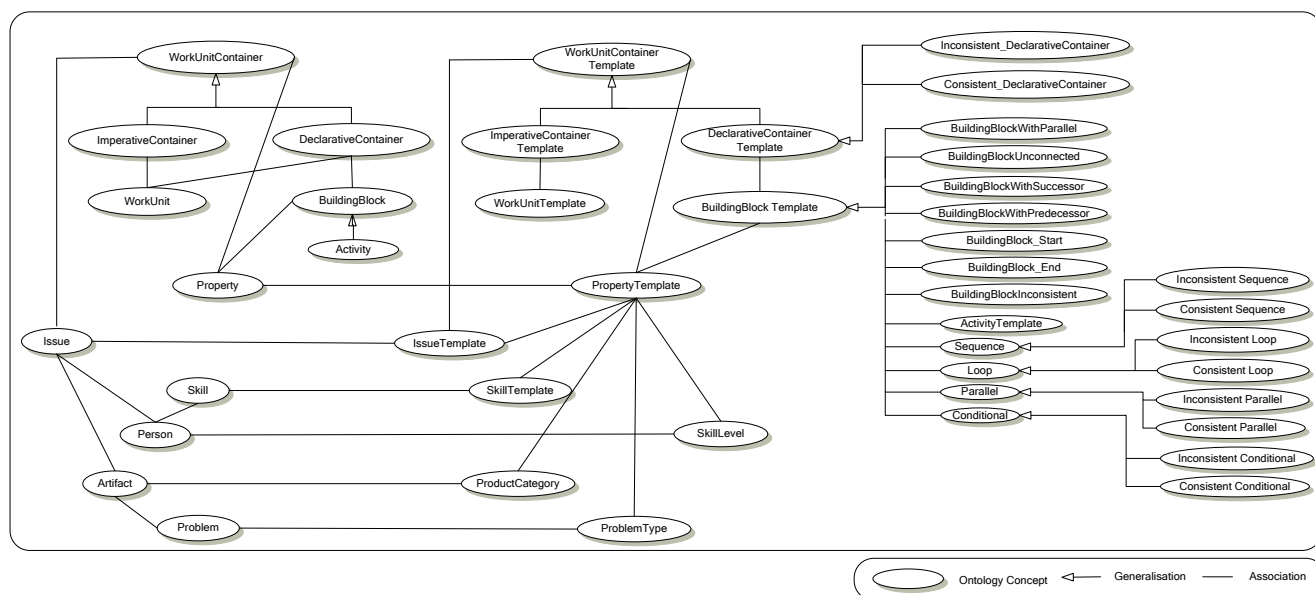 WorkUnitContainer
WorkUnitContainer
Template
Inconsistent_DeclarativeContainer
Consistent_DeclarativeContainer
ImperativeContainer
DeclarativeContainer
ImperativeContainer
Template
DeclarativeContainer
Template
BuildingBlockWithParallel
BuildingBlockUnconnected
BuildingBlockWithSuccessor
BuildingBlockWithPredecessor
WorkUnit
BuildingBlock
WorkUnitTemplate
BuildingBlock Template
Activity
BuildingBlock_Start
BuildingBlock_End
BuildingBlockInconsistent
Property
PropertyTemplate
Inconsistent Sequence
Consistent Sequence
ActivityTemplate
Issue
IssueTemplate
Sequence
Inconsistent Loop
Loop
Consistent Loop
Skill
SkillTemplate
Parallel
Inconsistent Parallel
Conditional
Consistent Parallel
Person
SkillLevel
Inconsistent Conditional
Artifact
ProductCategory
Consistent Conditional
Problem
ProblemType
Ontology Concept
Generalisation
Association